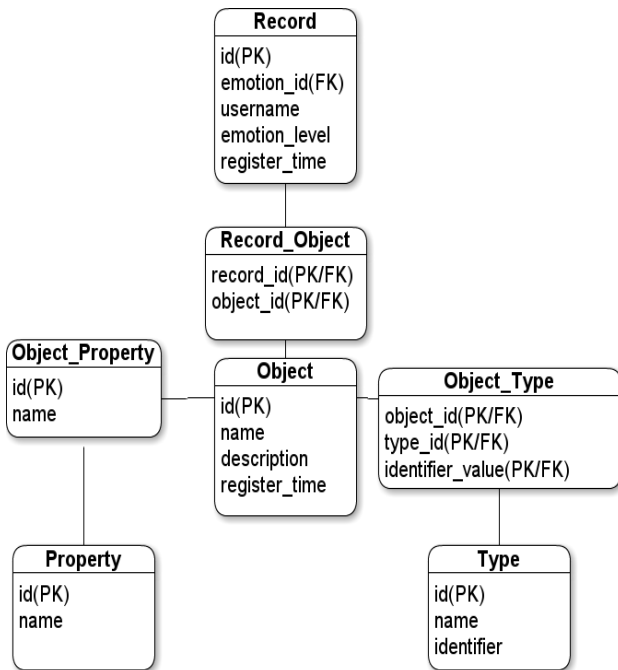 Record
id(PK)
emotion_id(FK)
username
emotion_level
register_time
Record_Object
record_id(PK/FK)
object_id(PK/FK)
Object_Property
id(PK)
name
Object
id(PK)
name
description
register_time
Object_Type
object_id(PK/FK)
type_id(PK/FK)
identifier_value(PK/FK)
Property
id(PK)
name
Type
id(PK)
name
identifier